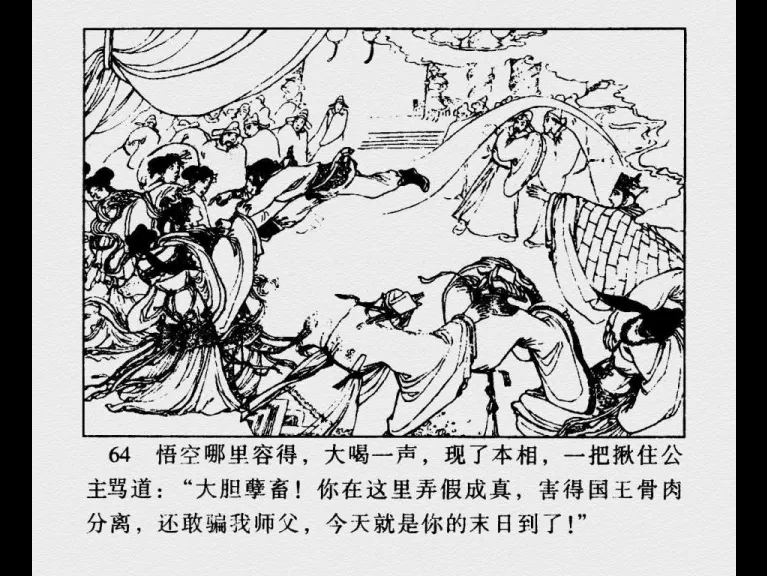 64 悟空哪里容得，大喝一声，现了本相，一把揪住公
主骂道：“大胆孽畜！你在这里弄假成真，害得国王骨肉
分离，还敢骗我师父，今天就是你的末日到了！”